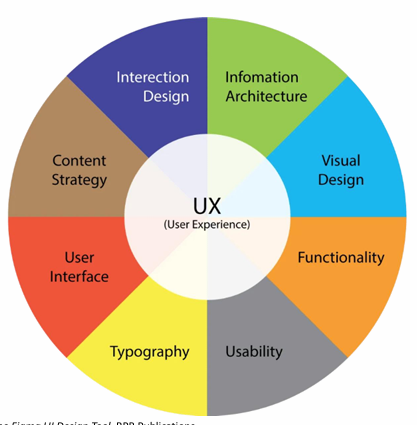 Interection
Design
Infomation
Architecture
Content
Strategy
Visual
Design
UX
(User Experience)
User
Interface
Functionality
Typography
Usability
Figma UI Design Tool, BPB Publications